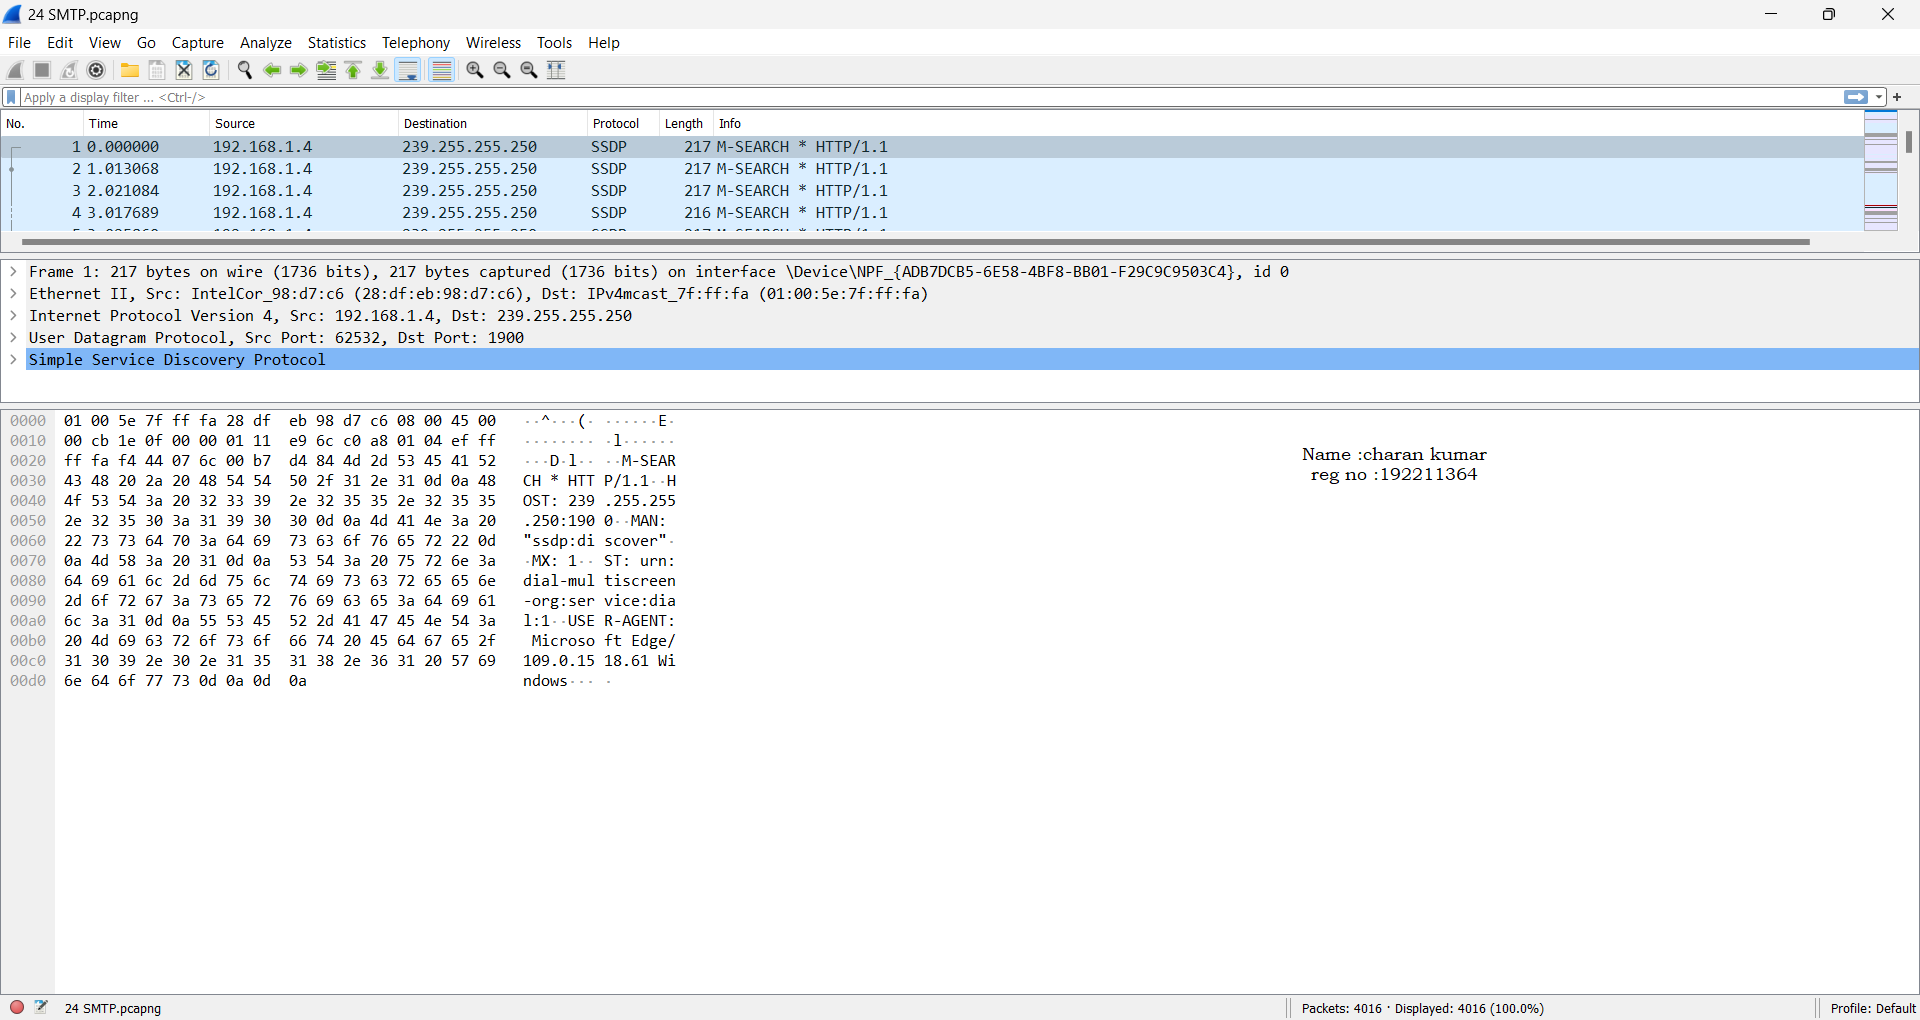 24 SMTP.pcapng
File Edit View Go Capture Analyze Statistics Telephony Wireless Tools Help
Apply a display filter ... <Ctrl-/>
No. Time Source Destination Protocol Length Info
1 0.000000 192.168.1.4 239.255.255.250 SSDP 217 M-SEARCH * HTTP/1.1
2 1.013068 192.168.1.4 239.255.255.250 SSDP 217 M-SEARCH * HTTP/1.1
3 2.021084 192.168.1.4 239.255.255.250 SSDP 217 M-SEARCH * HTTP/1.1
4 3.017689 192.168.1.4 239.255.255.250 SSDP 216 M-SEARCH * HTTP/1.1
Frame 1: 217 bytes on wire (1736 bits), 217 bytes captured (1736 bits) on interface \Device\NPF_{ADB7DCB5-6E58-4BF8-BB01-F29C9C9503C4}, id 0
Ethernet II, Src: IntelCor_98:d7:c6 (28:df:eb:98:d7:c6), Dst: IPv4mcast_7f:ff:fa (01:00:5e:7f:ff:fa)
Internet Protocol Version 4, Src: 192.168.1.4, Dst: 239.255.255.250
User Datagram Protocol, Src Port: 62532, Dst Port: 1900
Simple Service Discovery Protocol
0000 01 00 5e 7f ff fa 28 df eb 98 d7 c6 08 00 45 00 ··^···(· ······E·
0010 00 cb 1e 0f 00 00 01 11 e9 6c c0 a8 01 04 ef ff ········ ·l······
0020 ff fa f4 44 07 6c 00 b7 d4 84 4d 2d 53 45 41 52 ···D·l·· ··M-SEAR
0030 43 48 20 2a 20 48 54 54 50 2f 31 2e 31 0d 0a 48 CH * HTT P/1.1··H
0040 4f 53 54 3a 20 32 33 39 2e 32 35 35 2e 32 35 35 OST: 239 .255.255
0050 2e 32 35 30 3a 31 39 30 30 0d 0a 4d 41 4e 3a 20 .250:190 0··MAN:
0060 22 73 73 64 70 3a 64 69 73 63 6f 76 65 72 22 0d "ssdp:di scover"·
0070 0a 4d 58 3a 20 31 0d 0a 53 54 3a 20 75 72 6e 3a ·MX: 1·· ST: urn:
0080 64 69 61 6c 2d 6d 75 6c 74 69 73 63 72 65 65 6e dial-mul tiscreen
0090 2d 6f 72 67 3a 73 65 72 76 69 63 65 3a 64 69 61 -org:ser vice:dia
00a0 6c 3a 31 0d 0a 55 53 45 52 2d 41 47 45 4e 54 3a l:1··USE R-AGENT:
00b0 20 4d 69 63 72 6f 73 6f 66 74 20 45 64 67 65 2f Microso ft Edge/
00c0 31 30 39 2e 30 2e 31 35 31 38 2e 36 31 20 57 69 109.0.15 18.61 Wi
00d0 6e 64 6f 77 73 0d 0a 0d 0a ndows··· ·
Name :charan kumar
reg no :192211364
24 SMTP.pcapng
Packets: 4016 · Displayed: 4016 (100.0%)
Profile: Default